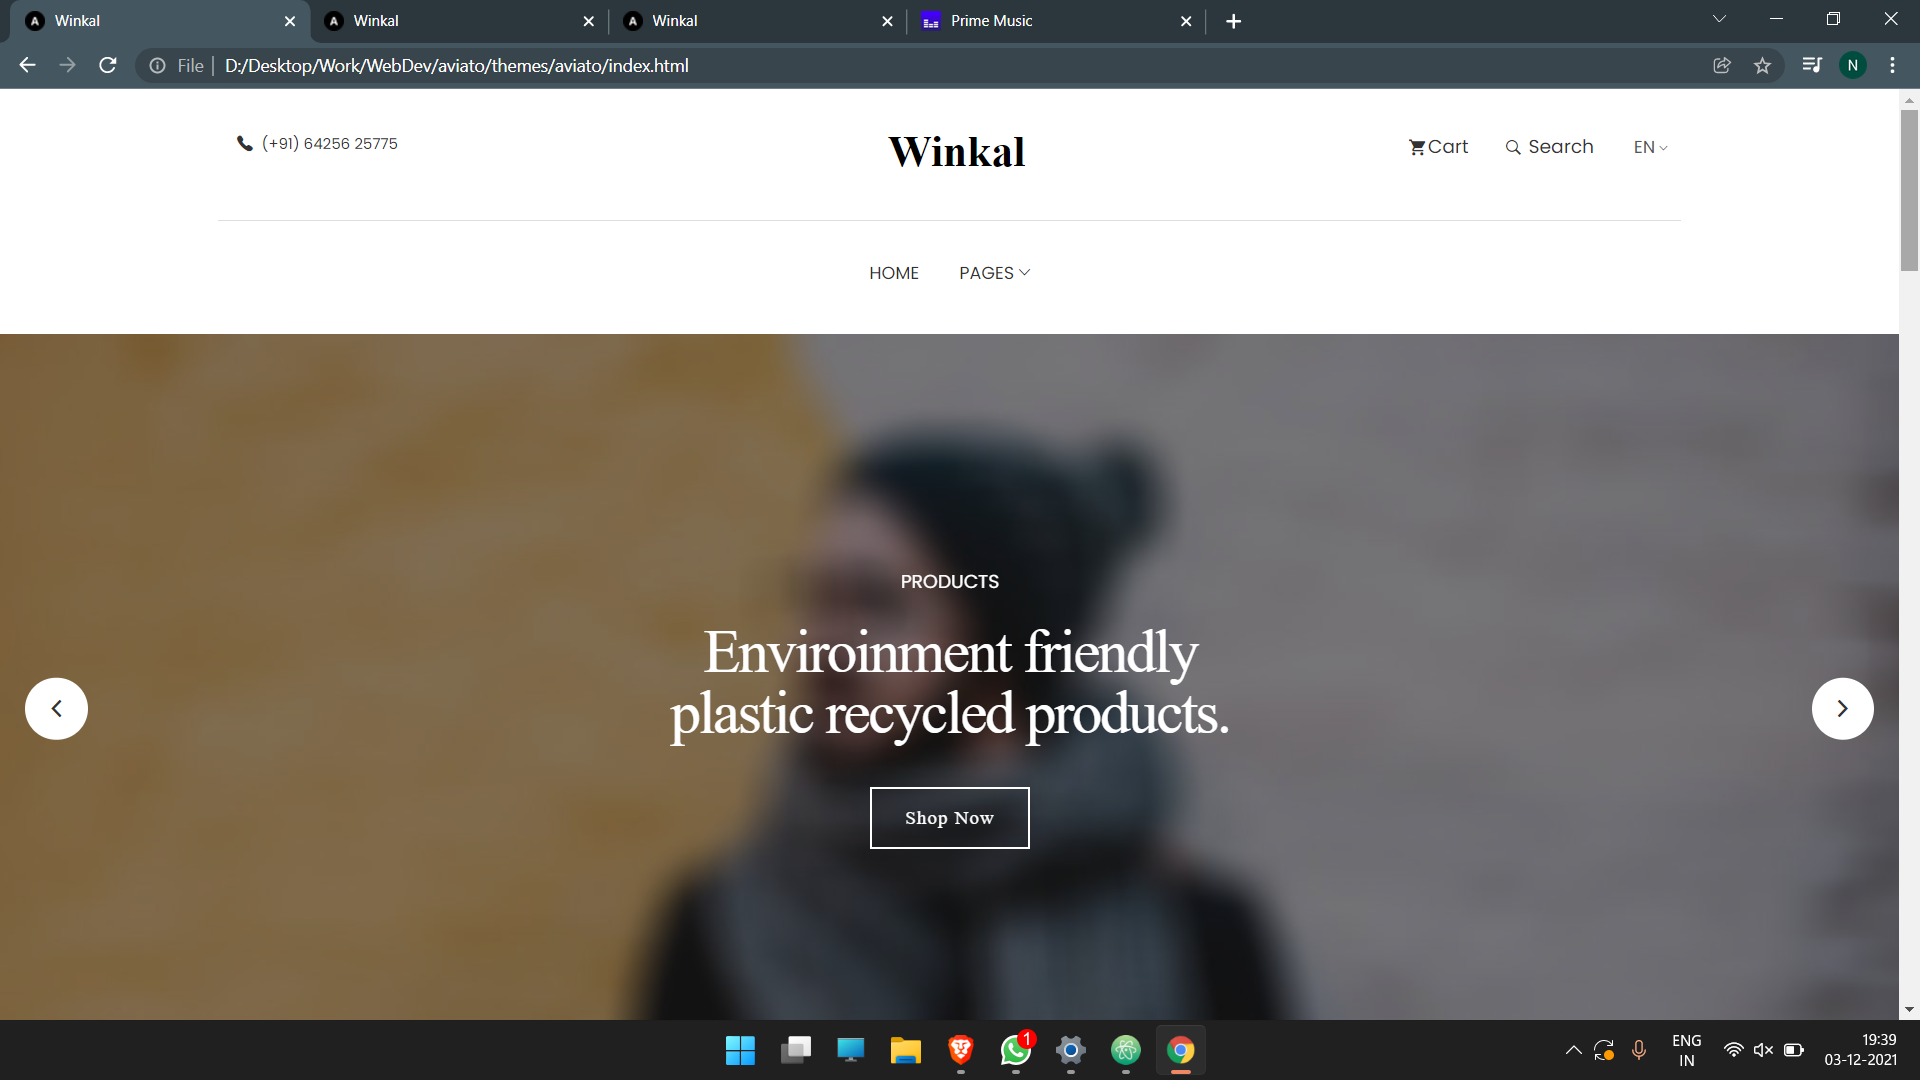 Winkal
Winkal
Winkal
Prime Music
File
D:/Desktop/Work/WebDev/aviato/themes/aviato/index.html
N
(+91) 64256 25775
Winkal
Cart
Search
EN
HOME
PAGES
PRODUCTS
Enviroinment friendly
plastic recycled products.
Shop Now
1
ENG
IN
19:39
03-12-2021